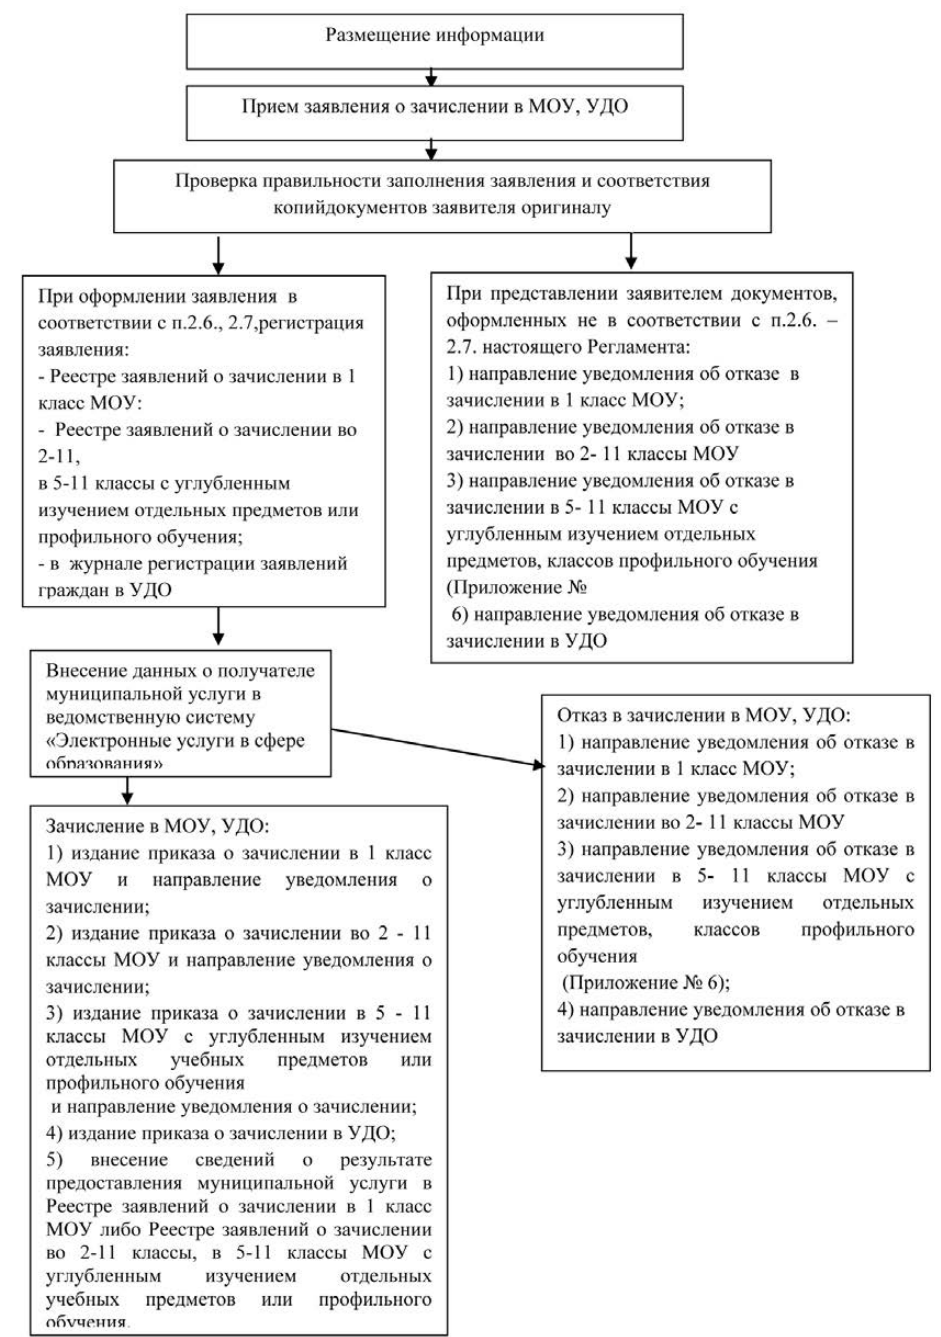 Размещение информации
Прием заявления о зачислении в МОУ, УДО
Проверка правильности заполнения заявления и соответствия
копийдокументов заявителя оригиналу
При оформлении заявления в
соответствии с п.2.6., 2.7,регистрация
заявления:
- Реестре заявлений о зачислении в 1
класс МОУ:
- Реестре заявлений о зачислении во
2-11,
в 5-11 классы с углубленным
изучением отдельных предметов или
профильного обучения;
- в журнале регистрации заявлений
граждан в УДО
При представлении заявителем документов,
оформленных не в соответствии с п.2.6. –
2.7. настоящего Регламента:
1) направление уведомления об отказе в
зачислении в 1 класс МОУ;
2) направление уведомления об отказе в
зачислении во 2- 11 классы МОУ
3) направление уведомления об отказе в
зачислении в 5- 11 классы МОУ с
углубленным изучением отдельных
предметов, классов профильного обучения
(Приложение №
6) направление уведомления об отказе в
зачислении в УДО
Внесение данных о получателе
муниципальной услуги в
ведомственную систему
«Электронные услуги в сфере
образования»
Отказ в зачислении в МОУ, УДО:
1) направление уведомления об отказе в
зачислении в 1 класс МОУ;
2) направление уведомления об отказе в
зачислении во 2- 11 классы МОУ
3) направление уведомления об отказе в
зачислении в 5- 11 классы МОУ с
углубленным изучением отдельных
предметов, классов профильного
обучения
(Приложение № 6);
4) направление уведомления об отказе в
зачислении в УДО
Зачисление в МОУ, УДО:
1) издание приказа о зачислении в 1 класс
МОУ и направление уведомления о
зачислении;
2) издание приказа о зачислении во 2 - 11
классы МОУ и направление уведомления о
зачислении;
3) издание приказа о зачислении в 5 - 11
классы МОУ с углубленным изучением
отдельных учебных предметов или
профильного обучения
и направление уведомления о зачислении;
4) издание приказа о зачислении в УДО;
5) внесение сведений о результате
предоставления муниципальной услуги в
Реестре заявлений о зачислении в 1 класс
МОУ либо Реестре заявлений о зачислении
во 2-11 классы, в 5-11 классы МОУ с
углубленным изучением отдельных
учебных предметов или профильного
обучения.